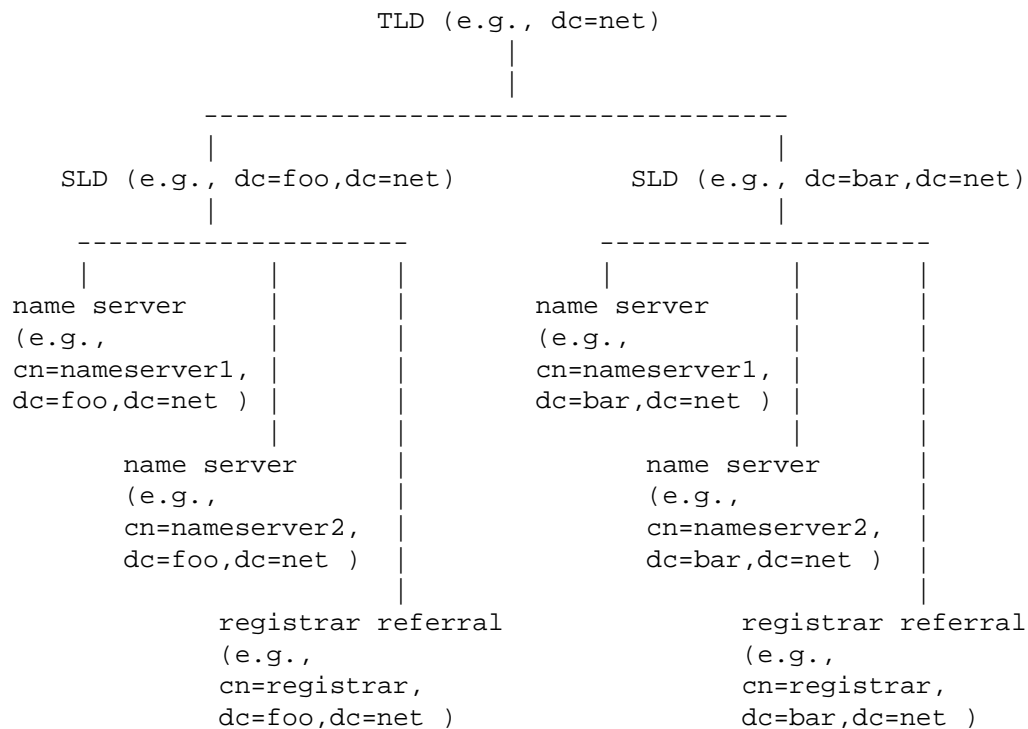 TLD (e.g., dc=net)
SLD (e.g., dc=foo,dc=net)
SLD (e.g., dc=bar,dc=net)
name server
(e.g.,
cn=nameserver1,
dc=foo,dc=net )
name server
(e.g.,
cn=nameserver2,
dc=foo,dc=net )
registrar referral
(e.g.,
cn=registrar,
dc=foo,dc=net )
name server
(e.g.,
cn=nameserver1,
dc=bar,dc=net )
name server
(e.g.,
cn=nameserver2,
dc=bar,dc=net )
registrar referral
(e.g.,
cn=registrar,
dc=bar,dc=net )